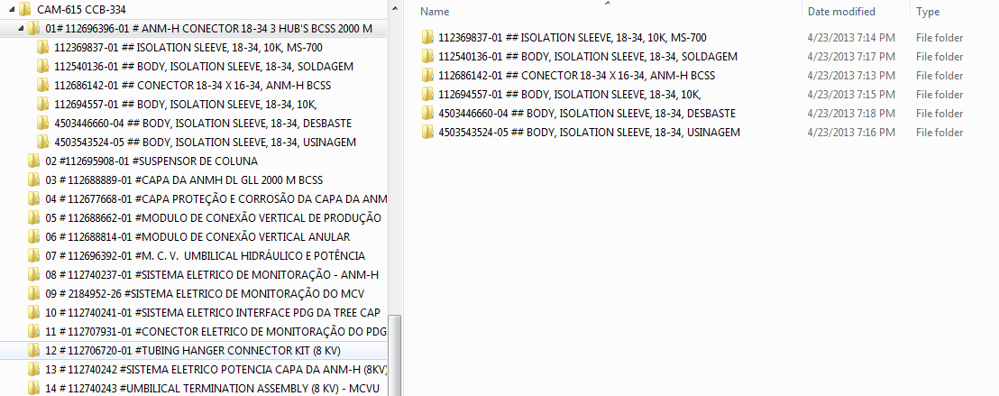 CAM-615 CCB-334
01# 112696396-01 # ANM-H CONECTOR 18-34 3 HUB'S BCSS 2000 M
112369837-01 ## ISOLATION SLEEVE, 18-34, 10K, MS-700
112540136-01 ## BODY, ISOLATION SLEEVE, 18-34, SOLDAGEM
112686142-01 ## CONECTOR 18-34 X 16-34, ANM-H BCSS
112694557-01 ## BODY, ISOLATION SLEEVE, 18-34, 10K,
4503446660-04 ## BODY, ISOLATION SLEEVE, 18-34, DESBASTE
4503543524-05 ## BODY, ISOLATION SLEEVE, 18-34, USINAGEM
02 #112695908-01 #SUSPENSOR DE COLUNA
03 # 112688889-01 #CAPA DA ANMH DL GLL 2000 M BCSS
04 # 112677668-01 #CAPA PROTEÇÃO E CORROSÃO DA CAPA DA ANM
05 # 112688662-01 #MODULO DE CONEXÃO VERTICAL DE PRODUÇÃO
06 # 112688814-01 #MODULO DE CONEXÃO VERTICAL ANULAR
07 # 112696392-01 #M. C. V.  UMBILICAL HIDRÁULICO E POTÊNCIA
08 # 112740237-01 #SISTEMA ELETRICO DE MONITORAÇÃO - ANM-H
09 # 2184952-26 #SISTEMA ELETRICO DE MONITORAÇÃO DO MCV
10 # 112740241-01 #SISTEMA ELETRICO INTERFACE PDG DA TREE CAP
11 # 112707931-01 #CONECTOR ELETRICO DE MONITORAÇÃO DO PDG
12 # 112706720-01 #TUBING HANGER CONNECTOR KIT (8 KV)
13 # 112740242 #SISTEMA ELETRICO POTENCIA CAPA DA ANM-H (8KV)
14 # 112740243 #UMBILICAL TERMINATION ASSEMBLY (8 KV) - MCVU
Name Date modified Type
112369837-01 ## ISOLATION SLEEVE, 18-34, 10K, MS-700 4/23/2013 7:14 PM File folder
112540136-01 ## BODY, ISOLATION SLEEVE, 18-34, SOLDAGEM 4/23/2013 7:17 PM File folder
112686142-01 ## CONECTOR 18-34 X 16-34, ANM-H BCSS 4/23/2013 7:13 PM File folder
112694557-01 ## BODY, ISOLATION SLEEVE, 18-34, 10K, 4/23/2013 7:15 PM File folder
4503446660-04 ## BODY, ISOLATION SLEEVE, 18-34, DESBASTE 4/23/2013 7:18 PM File folder
4503543524-05 ## BODY, ISOLATION SLEEVE, 18-34, USINAGEM 4/23/2013 7:16 PM File folder